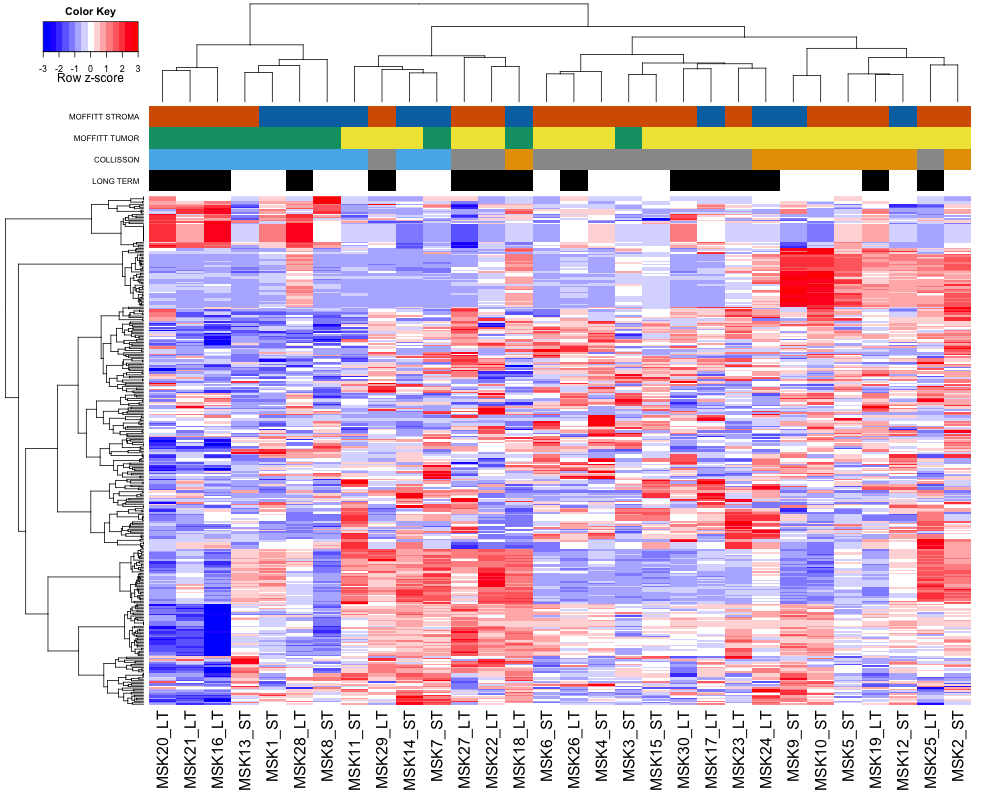 Color Key
-3 -2 -1 0 1 2 3
Row z-score
MOFFITT STROMA
MOFFITT TUMOR
COLLISSON
LONG TERM
MSK20_LT
MSK21_LT
MSK16_LT
MSK13_ST
MSK1_ST
MSK28_LT
MSK8_ST
MSK11_ST
MSK29_LT
MSK14_ST
MSK7_ST
MSK27_LT
MSK22_LT
MSK18_LT
MSK6_ST
MSK26_LT
MSK4_ST
MSK3_ST
MSK15_ST
MSK30_LT
MSK17_LT
MSK23_LT
MSK24_LT
MSK9_ST
MSK10_ST
MSK5_ST
MSK19_LT
MSK12_ST
MSK25_LT
MSK2_ST